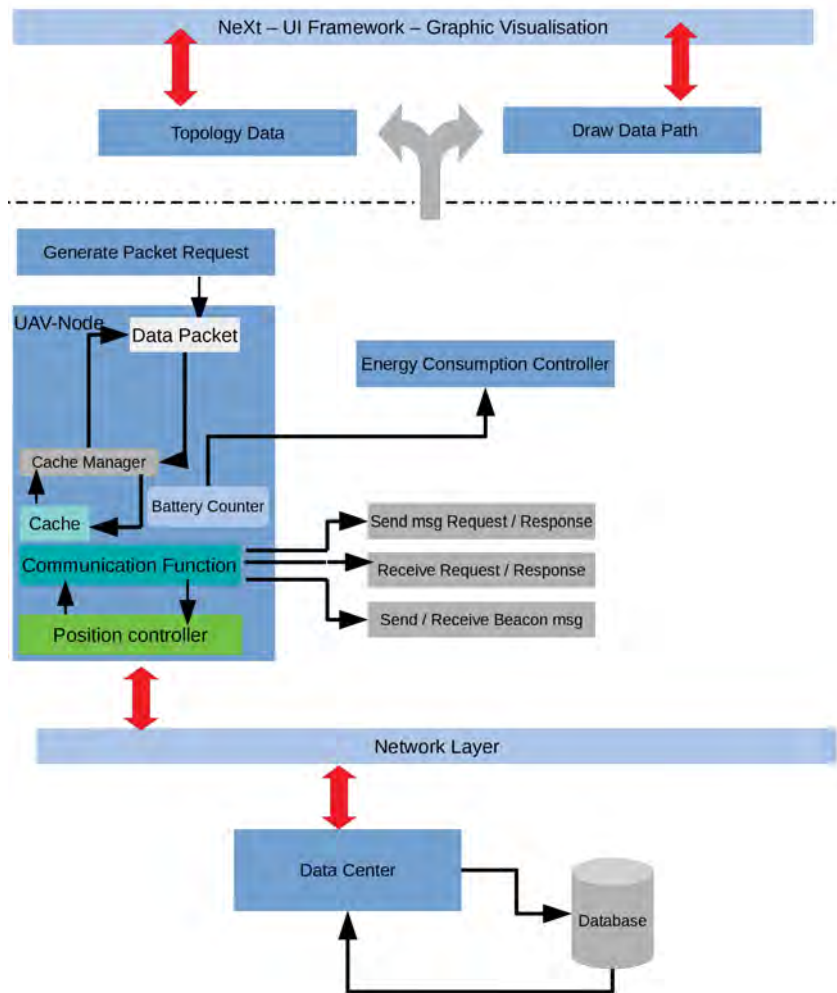 NeXt – UI Framework – Graphic Visualisation
Topology Data
Draw Data Path
Generate Packet Request
UAV-Node
Data Packet
Energy Consumption Controller
Cache Manager
Battery Counter
Cache
Send msg Request / Response
Communication Function
Receive Request / Response
Send / Receive Beacon msg
Position controller
Network Layer
Data Center
Database